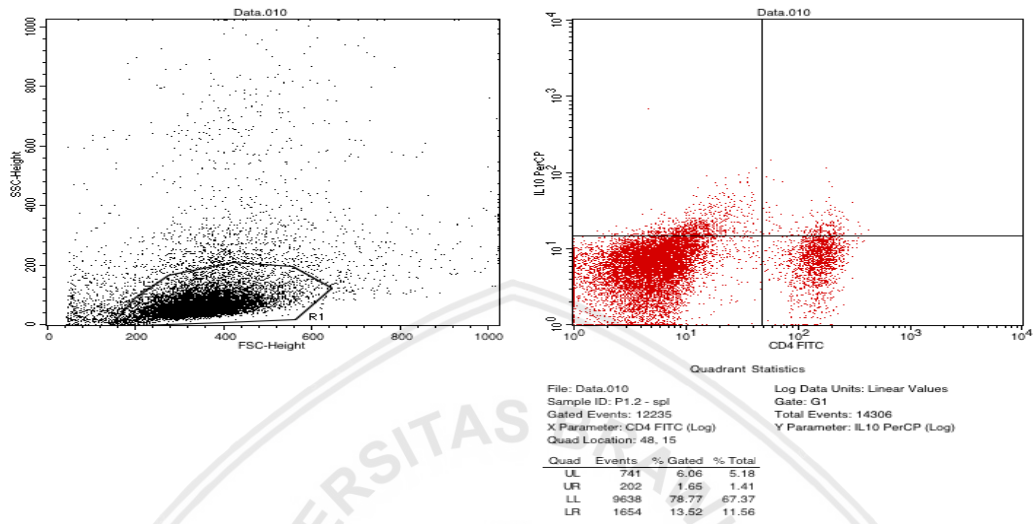 Data.010
1000
800
600
400
200
0
SSC-Height
0 200 400 600 800 1000
FSC-Height
R1
Data.010
10^4
10^3
10^2
10^1
10^0
IL10 PerCP
10^0 10^1 10^2 10^3 10^4
CD4 FITC
Quadrant Statistics
File: Data.010 Log Data Units: Linear Values
Sample ID: P1.2 - spl Gate: G1
Gated Events: 12235 Total Events: 14306
X Parameter: CD4 FITC (Log) Y Parameter: IL10 PerCP (Log)
Quad Location: 48, 15
Quad Events % Gated % Total
UL 741 6.06 5.18
UR 202 1.65 1.41
LL 9638 78.77 67.37
LR 1654 13.52 11.56